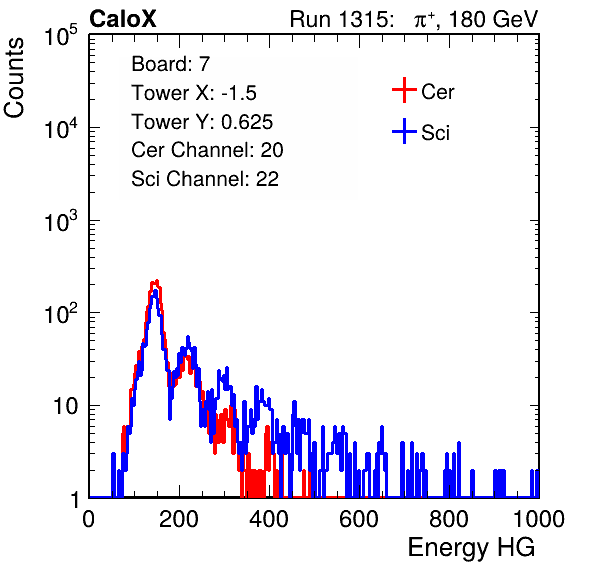 CaloX Run 1315: π⁺, 180 GeV
Counts
10⁵
10⁴
10³
10²
10
1
Board: 7
Tower X: -1.5
Tower Y: 0.625
Cer Channel: 20
Sci Channel: 22
Cer
Sci
0 200 400 600 800 1000
Energy HG